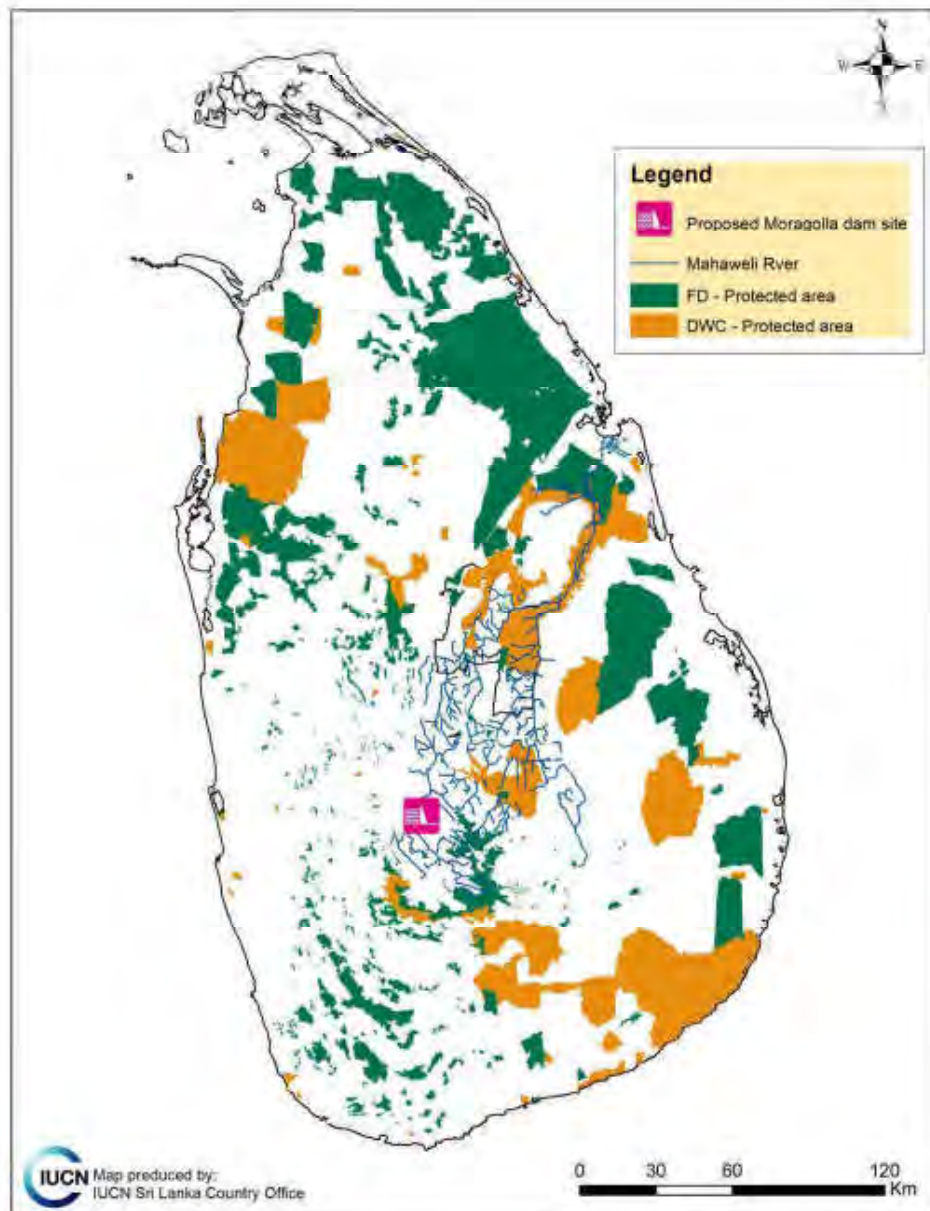 N
W E
S
Legend
Proposed Moragolla dam site
Mahaweli Rver
FD - Protected area
DWC - Protected area
IUCN Map produced by:
IUCN Sri Lanka Country Office
0 30 60 120
Km